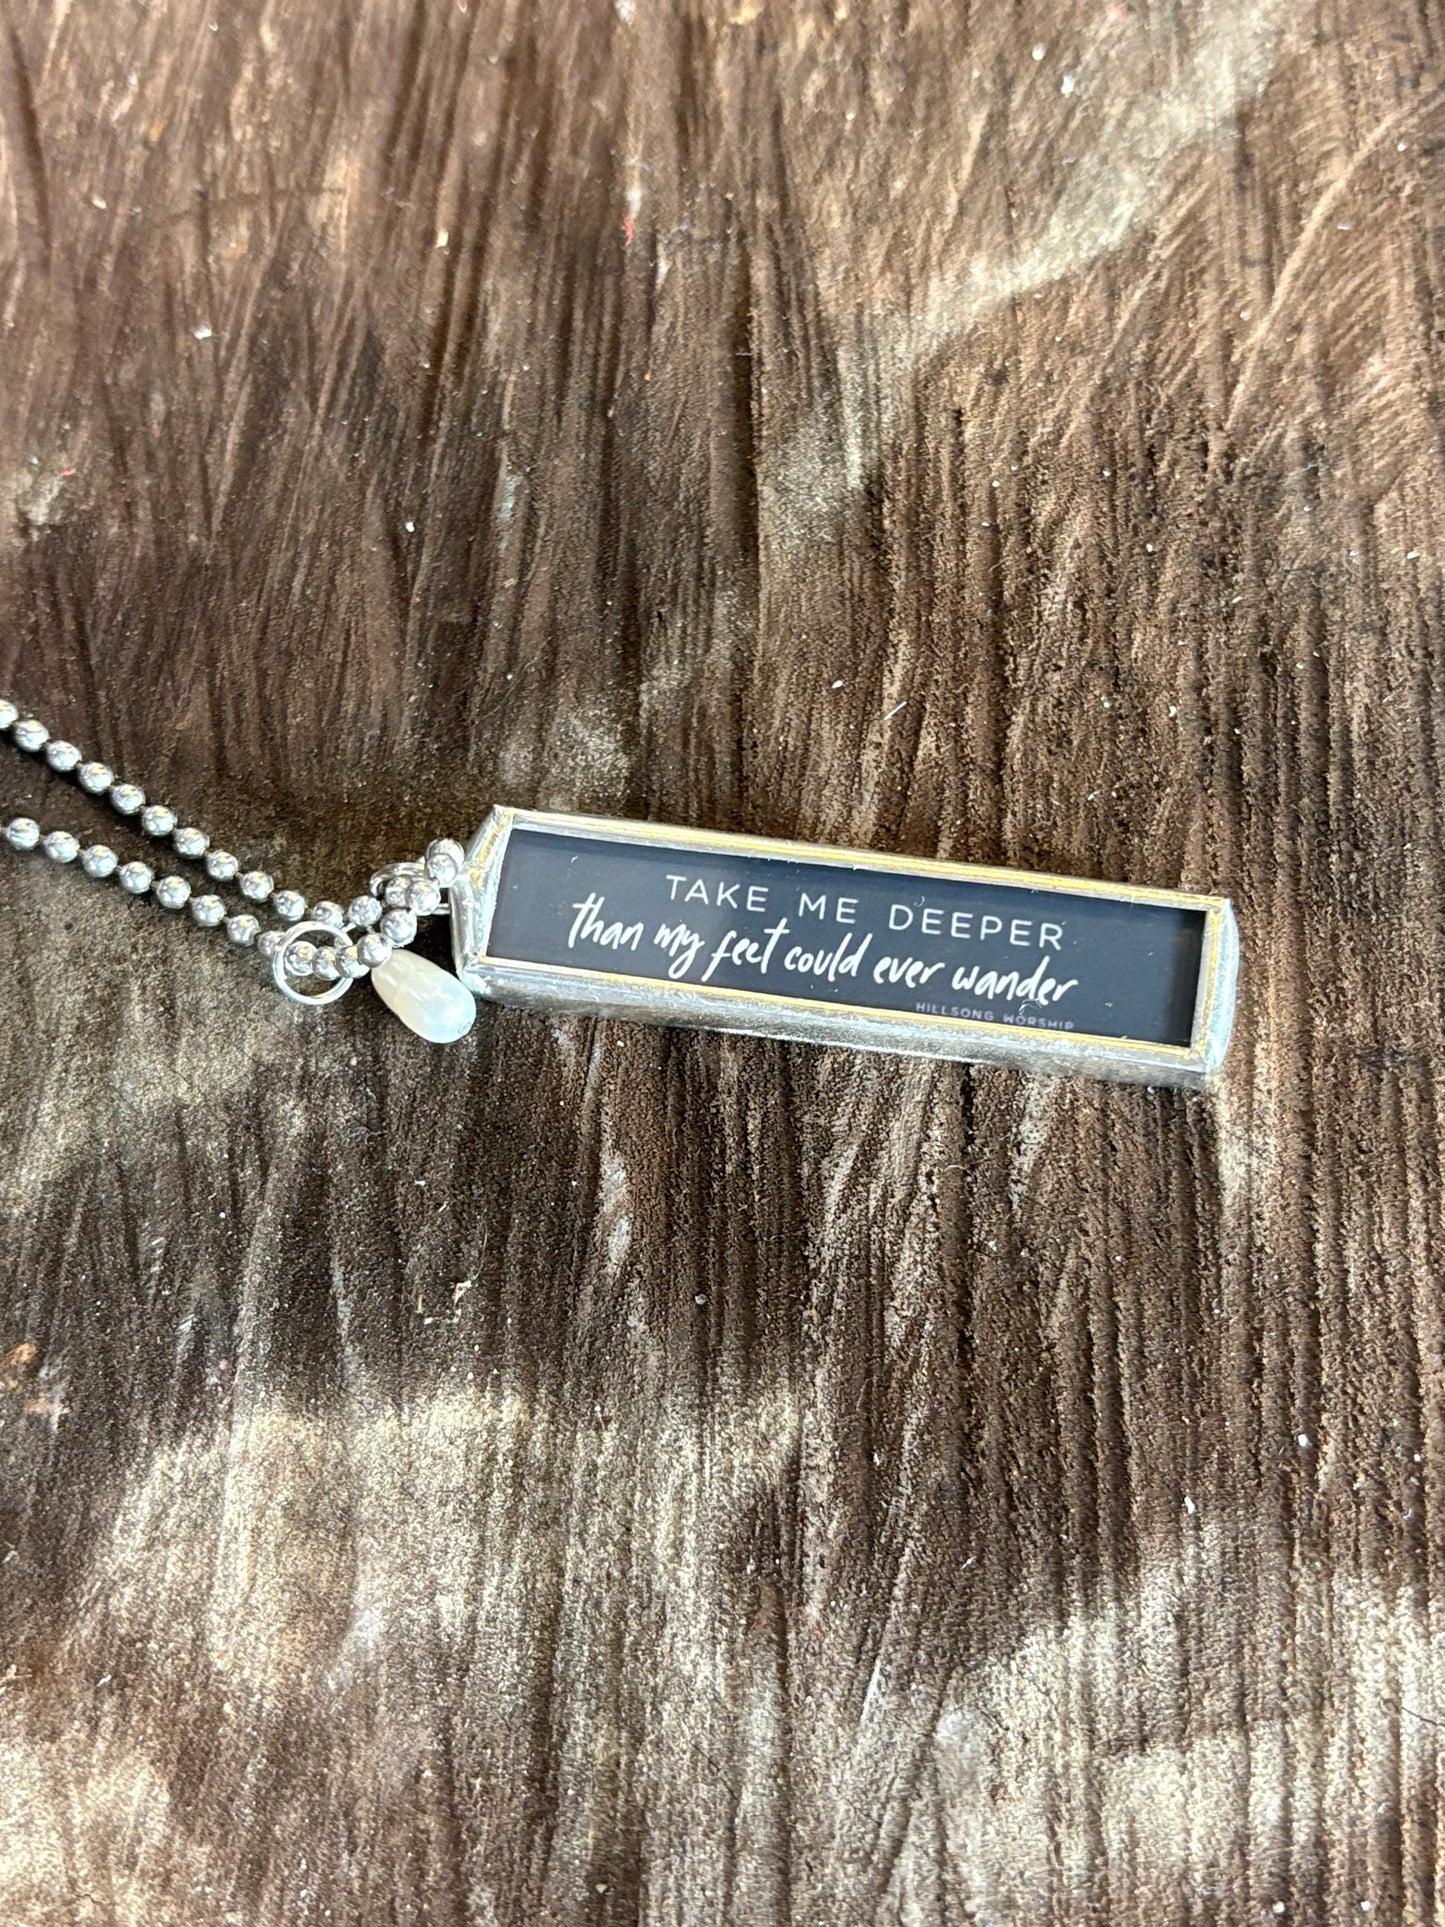 TAKE ME DEEPER
than my feet could ever wander
HILLSONG WORSHIP